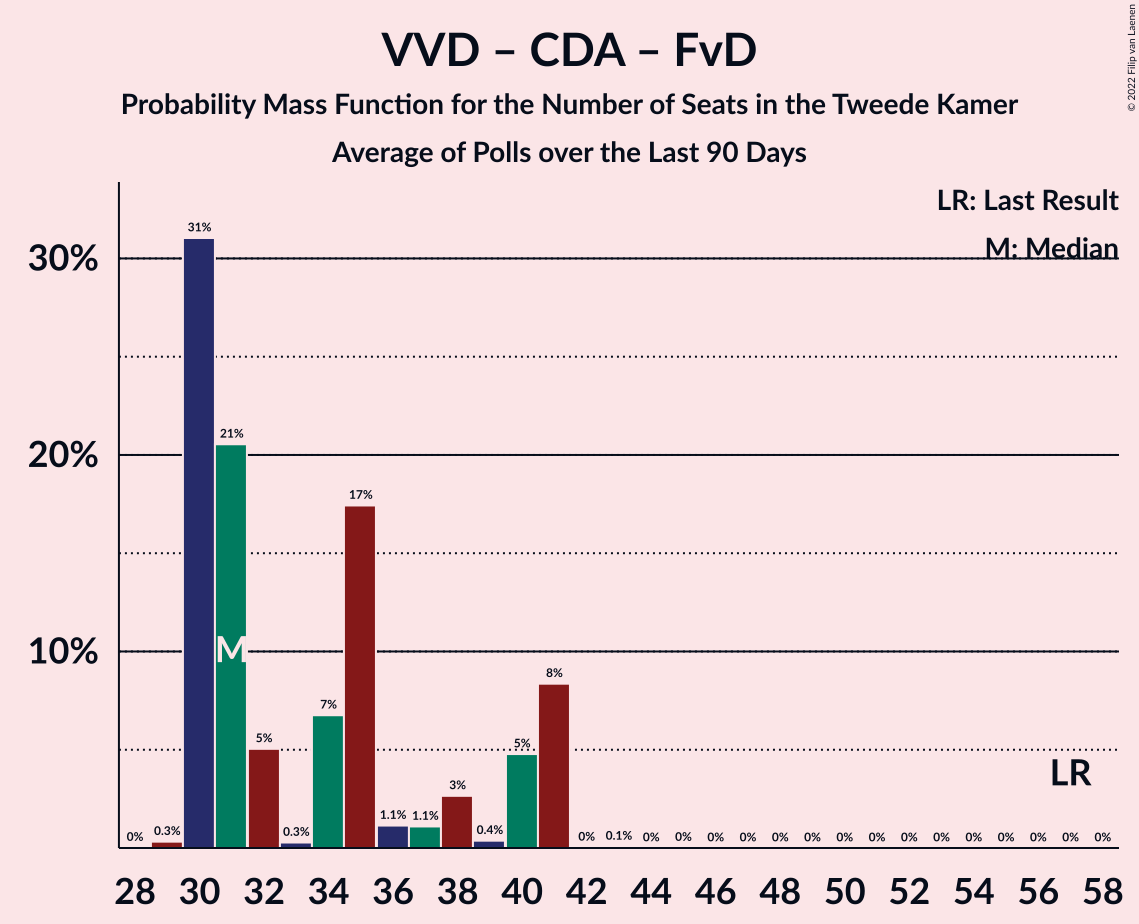 VVD – CDA – FvD
Probability Mass Function for the Number of Seats in the Tweede Kamer
Average of Polls over the Last 90 Days
© 2022 Filip van Laenen
LR: Last Result
M: Median
30%
20%
10%
0% 0.3% 31% 21% 5% 0.3% 7% 17% 1.1% 1.1% 3% 0.4% 5% 8% 0% 0.1% 0% 0% 0% 0% 0% 0% 0% 0% 0% 0% 0% 0% 0% 0% 0%
M
LR
28 30 32 34 36 38 40 42 44 46 48 50 52 54 56 58